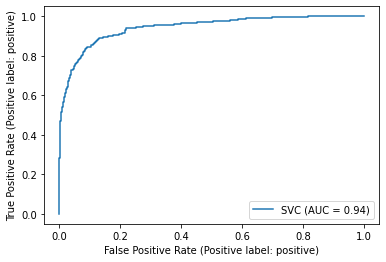 True Positive Rate (Positive label: positive)
1.0
0.8
0.6
0.4
0.2
0.0
SVC (AUC = 0.94)
0.0 0.2 0.4 0.6 0.8 1.0
False Positive Rate (Positive label: positive)